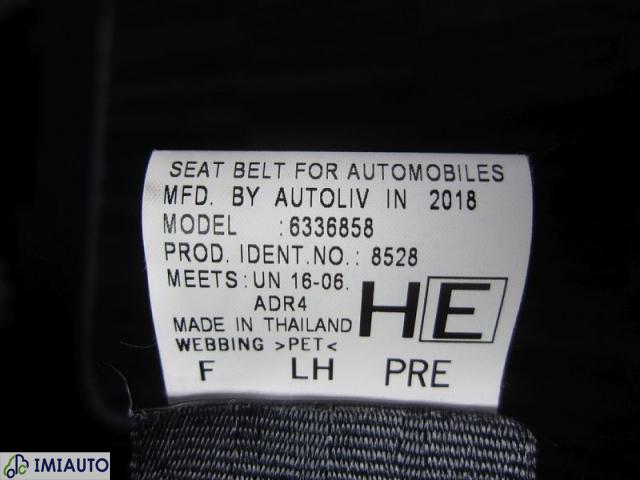 SEAT BELT FOR AUTOMOBILES
MFD. BY AUTOLIV IN 2018
MODEL :6336858
PROD. IDENT.NO.: 8528
MEETS: UN 16-06.
ADR4
HE
MADE IN THAILAND
WEBBING >PET<
F LH PRE
IMIAUTO